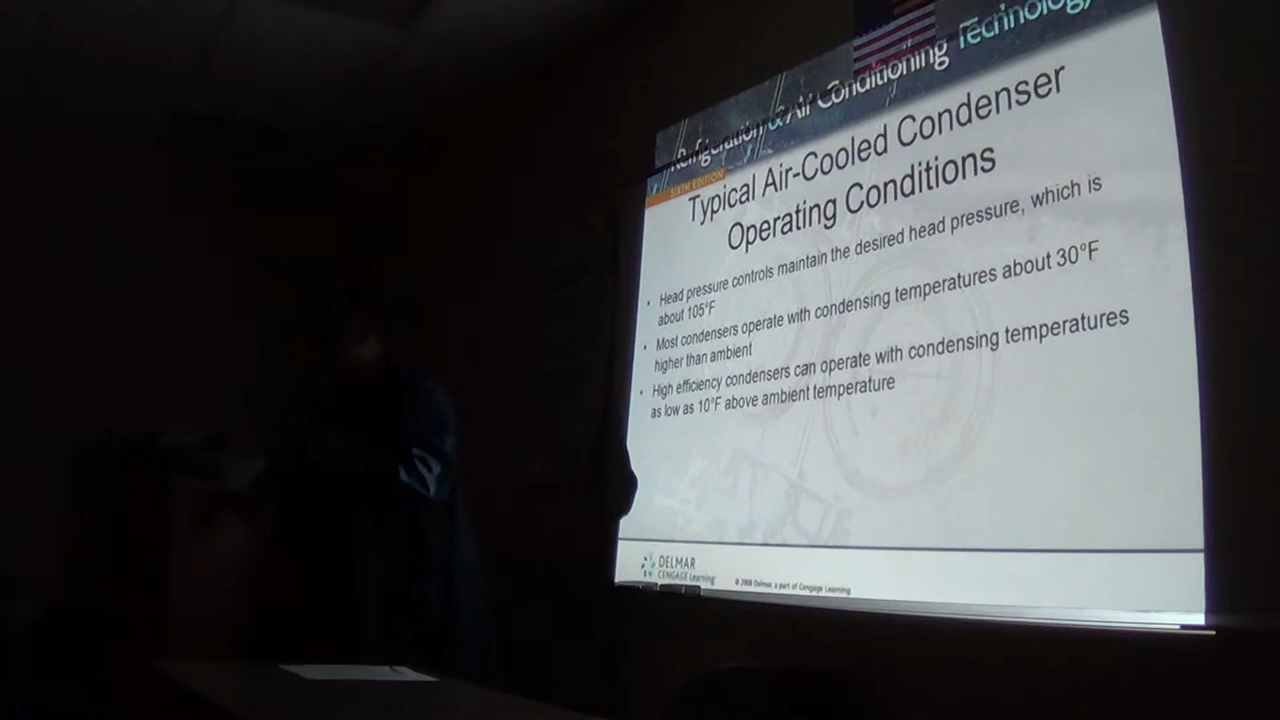 Refrigeration & Air Conditioning Technology
SIXTH EDITION
Typical Air-Cooled Condenser
Operating Conditions
• Head pressure controls maintain the desired head pressure, which is
about 105°F
• Most condensers operate with condensing temperatures about 30°F
higher than ambient
• High efficiency condensers can operate with condensing temperatures
as low as 10°F above ambient temperature
DELMAR
CENGAGE Learning
© 2009 Delmar, a part of Cengage Learning